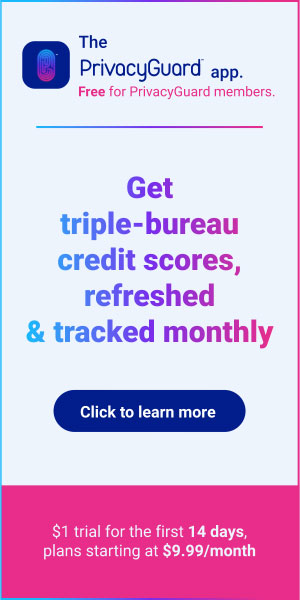 The
PrivacyGuard™ app.
Free for PrivacyGuard members.
Get
triple-bureau
credit scores,
refreshed
& tracked monthly
Click to learn more
$1 trial for the first 14 days,
plans starting at $9.99/month